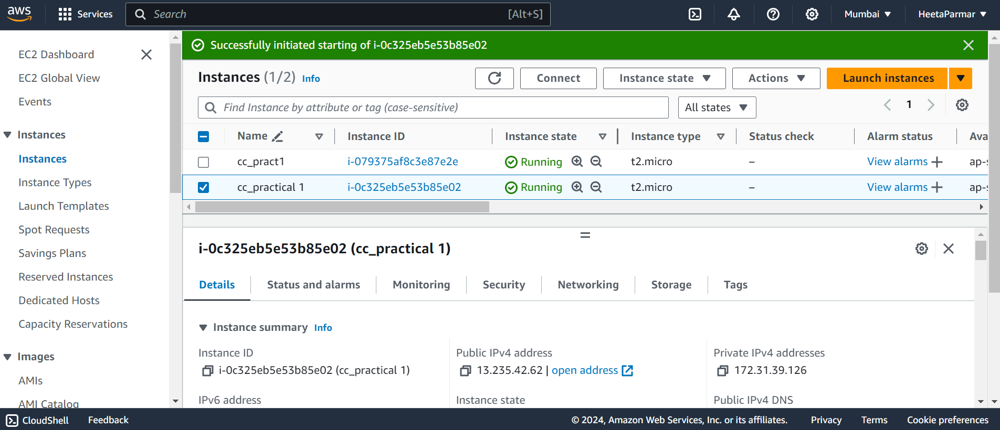 aws Services Search [Alt+S] Mumbai HeetaParmar
EC2 Dashboard
EC2 Global View
Events
Instances
Instances
Instance Types
Launch Templates
Spot Requests
Savings Plans
Reserved Instances
Dedicated Hosts
Capacity Reservations
Images
AMIs
AMI Catalog
Successfully initiated starting of i-0c325eb5e53b85e02
Instances (1/2) Info Connect Instance state Actions Launch instances
Find Instance by attribute or tag (case-sensitive) All states 1
Name Instance ID Instance state Instance type Status check Alarm status Ava
cc_pract1 i-079375af8c3e87e2e Running t2.micro – View alarms + ap-s
cc_practical 1 i-0c325eb5e53b85e02 Running t2.micro – View alarms + ap-s
i-0c325eb5e53b85e02 (cc_practical 1)
Details Status and alarms Monitoring Security Networking Storage Tags
Instance summary Info
Instance ID Public IPv4 address Private IPv4 addresses
i-0c325eb5e53b85e02 (cc_practical 1) 13.235.42.62 | open address 172.31.39.126
IPv6 address Instance state Public IPv4 DNS
CloudShell Feedback © 2024, Amazon Web Services, Inc. or its affiliates. Privacy Terms Cookie preferences